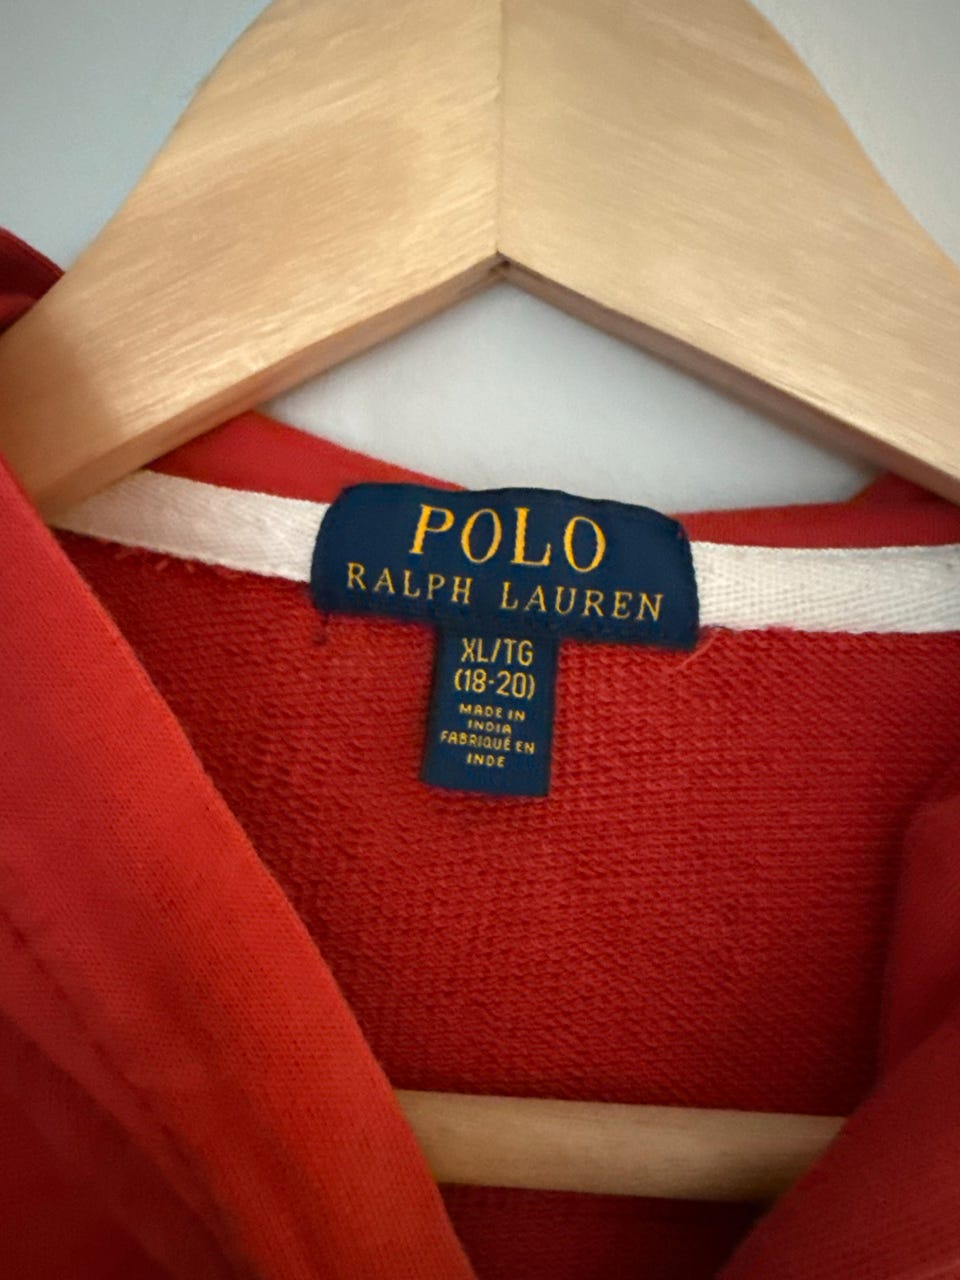 POLO
RALPH LAUREN
XL/TG
(18-20)
MADE IN
INDIA
FABRIQUÉ EN
INDE